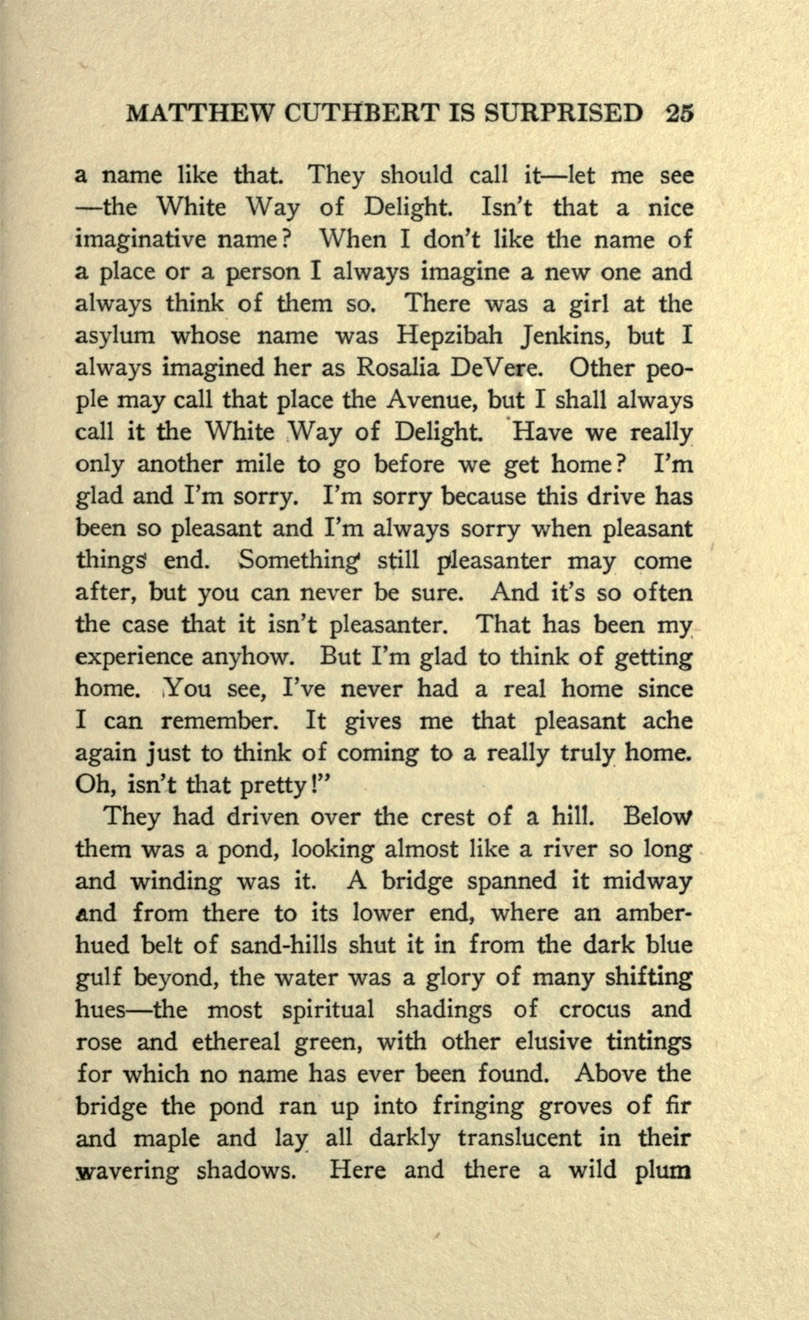 MATTHEW CUTHBERT IS SURPRISED 25
a name like that. They should call it—let me see
—the White Way of Delight. Isn't that a nice
imaginative name? When I don't like the name of
a place or a person I always imagine a new one and
always think of them so. There was a girl at the
asylum whose name was Hepzibah Jenkins, but I
always imagined her as Rosalia DeVere. Other peo-
ple may call that place the Avenue, but I shall always
call it the White Way of Delight. Have we really
only another mile to go before we get home? I'm
glad and I'm sorry. I'm sorry because this drive has
been so pleasant and I'm always sorry when pleasant
things end. Something still pleasanter may come
after, but you can never be sure. And it's so often
the case that it isn't pleasanter. That has been my
experience anyhow. But I'm glad to think of getting
home. You see, I've never had a real home since
I can remember. It gives me that pleasant ache
again just to think of coming to a really truly home.
Oh, isn't that pretty!”
They had driven over the crest of a hill. Below
them was a pond, looking almost like a river so long
and winding was it. A bridge spanned it midway
and from there to its lower end, where an amber-
hued belt of sand-hills shut it in from the dark blue
gulf beyond, the water was a glory of many shifting
hues—the most spiritual shadings of crocus and
rose and ethereal green, with other elusive tintings
for which no name has ever been found. Above the
bridge the pond ran up into fringing groves of fir
and maple and lay all darkly translucent in their
wavering shadows. Here and there a wild plum